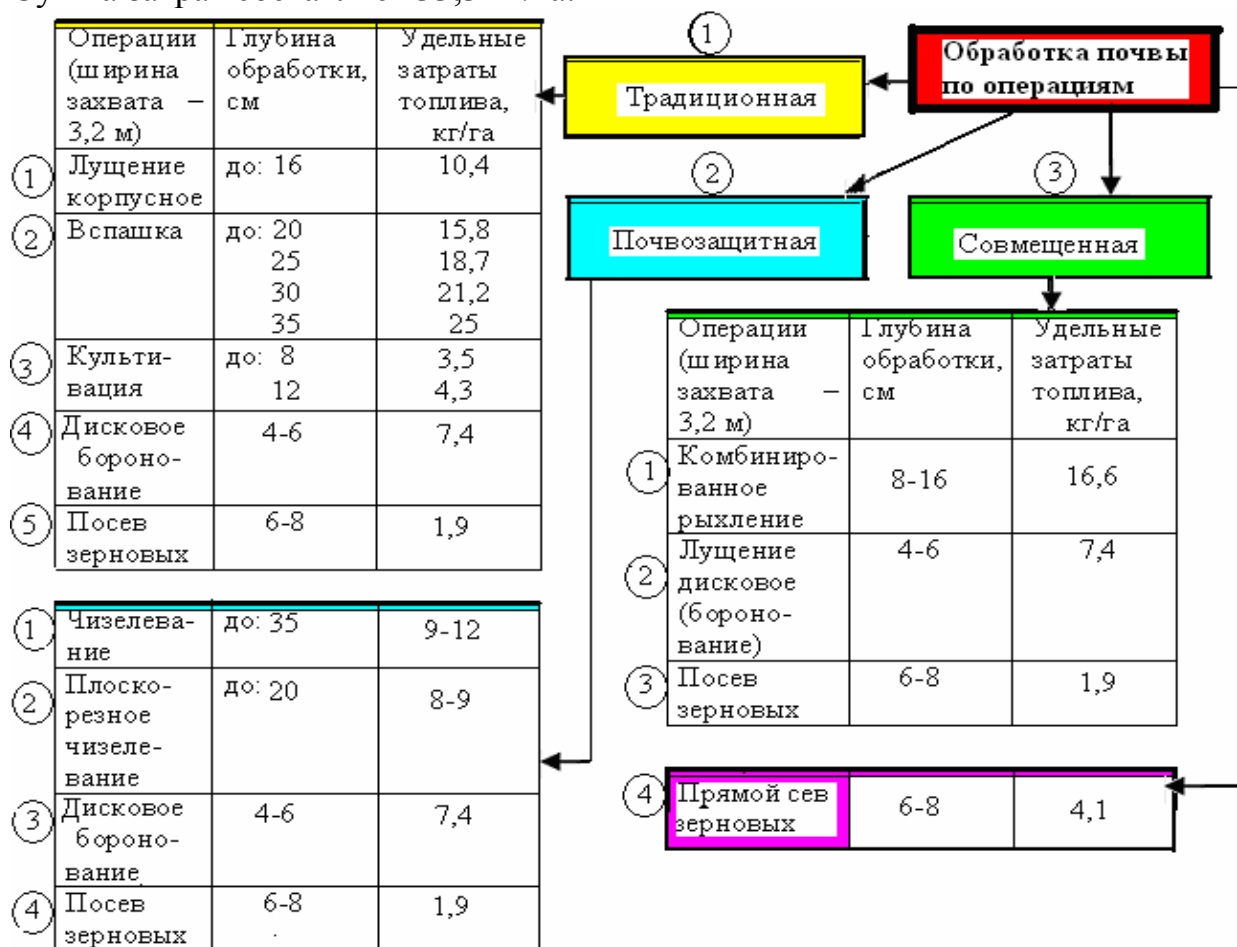 Обработка почвы
по операциям
1
Традиционная
2
Почвозащитная
3
Совмещенная
Операции (ширина захвата – 3,2 м) Глубина обработки, см Удельные затраты топлива, кг/га
1 Лущение корпусное до: 16 10,4
2 Вспашка до: 20 15,8
25 18,7
30 21,2
35 25
3 Культи-вация до: 8 3,5
12 4,3
4 Дисковое бороно-вание 4-6 7,4
5 Посев зерновых 6-8 1,9
1 Чизелева-ние до: 35 9-12
2 Плоско-резное чизеле-вание до: 20 8-9
3 Дисковое бороно-вание 4-6 7,4
4 Посев зерновых 6-8 1,9
Операции (ширина захвата – 3,2 м) Глубина обработки, см Удельные затраты топлива, кг/га
1 Комбиниро-ванное рыхление 8-16 16,6
2 Лущение дисковое (бороно-вание) 4-6 7,4
3 Посев зерновых 6-8 1,9
4 Прямой сев зерновых 6-8 4,1